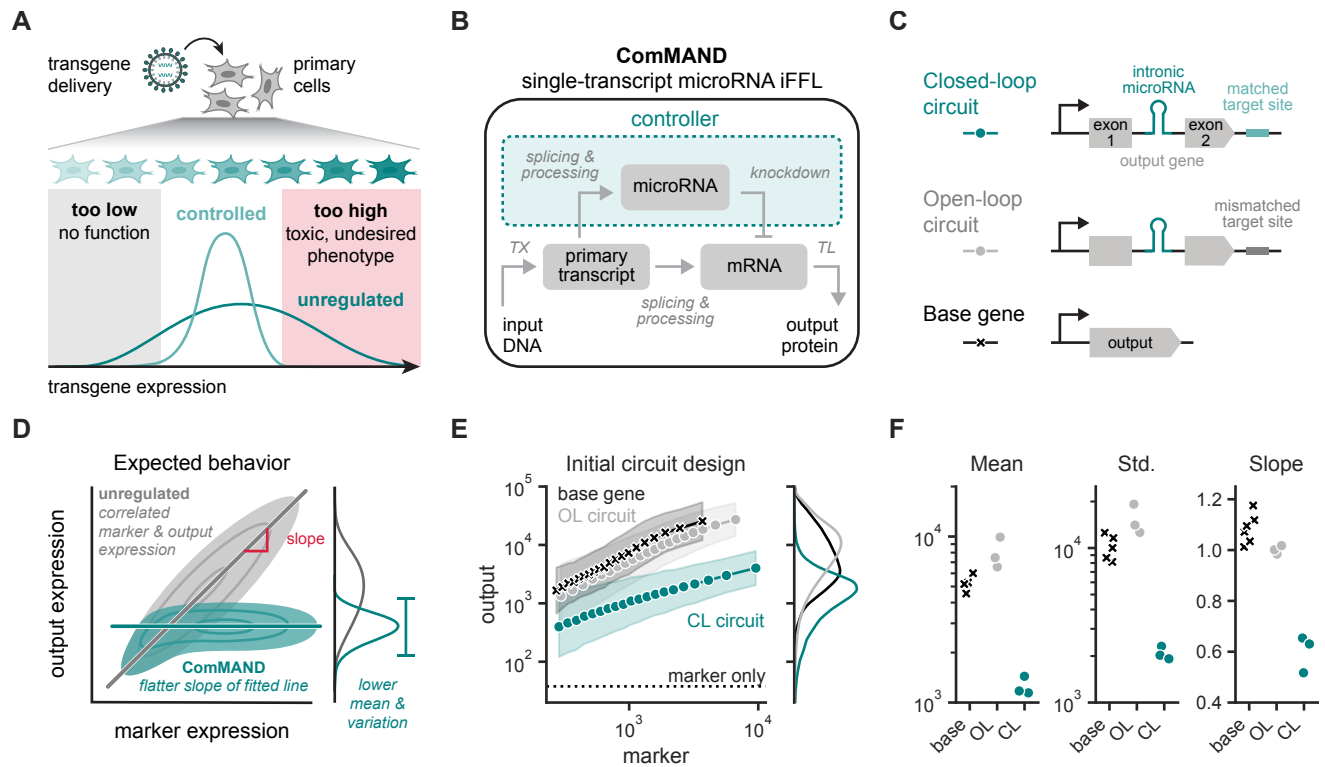 A
transgene
delivery
primary
cells
too low
no function
controlled
too high
toxic, undesired
phenotype
unregulated
transgene expression
B
ComMAND
single-transcript microRNA iFFL
controller
splicing &
processing
microRNA
knockdown
TX
primary
transcript
mRNA
TL
splicing &
processing
input
DNA
output
protein
C
Closed-loop
circuit
intronic
microRNA
matched
target site
exon
1
exon
2
output gene
Open-loop
circuit
mismatched
target site
Base gene
output
D
Expected behavior
unregulated
correlated
marker & output
expression
slope
ComMAND
flatter slope of fitted line
lower
mean &
variation
output expression
marker expression
E
Initial circuit design
base gene
OL circuit
CL circuit
marker only
output
10^5
10^4
10^3
10^2
10^3
10^4
marker
F
Mean
10^4
10^3
base
OL
CL
Std.
10^4
10^3
base
OL
CL
Slope
1.2
1.0
0.8
0.6
0.4
base
OL
CL